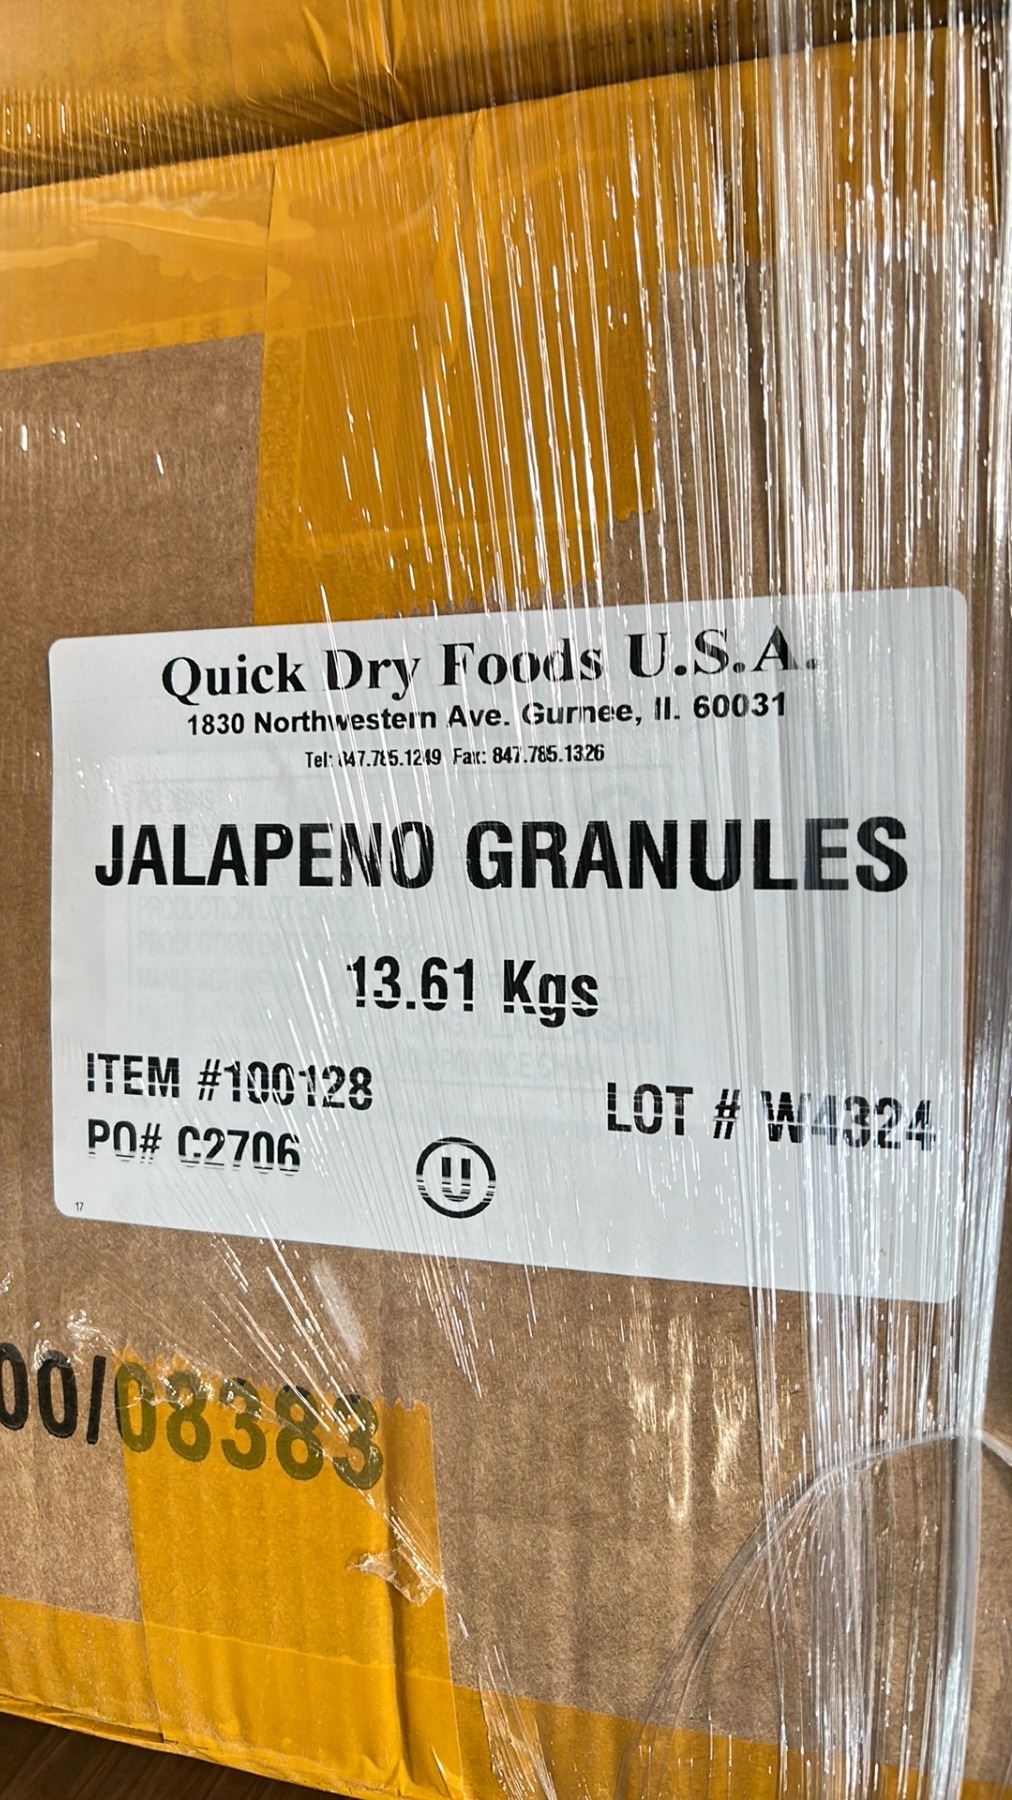 Quick Dry Foods U.S.A.
1830 Northwestern Ave. Gurnee, Il. 60031
Tel: 847.785.1249 Fax: 847.785.1326
JALAPENO GRANULES
13.61 Kgs
ITEM #100128
LOT # W4324
PO# C2706
U
17
00/08383